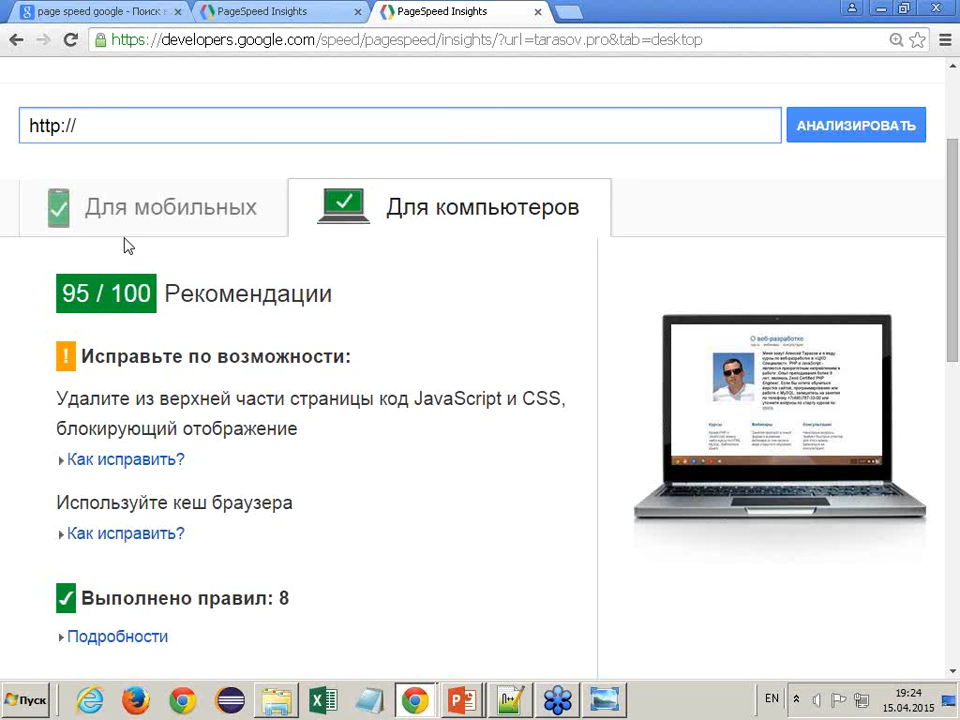 page speed google - Поиск
PageSpeed Insights
PageSpeed Insights
https://developers.google.com/speed/pagespeed/insights/?url=tarasov.pro&tab=desktop
http://
АНАЛИЗИРОВАТЬ
Для мобильных
Для компьютеров
95 / 100 Рекомендации
! Исправьте по возможности:
Удалите из верхней части страницы код JavaScript и CSS,
блокирующий отображение
Как исправить?
Используйте кеш браузера
Как исправить?
Выполнено правил: 8
Подробности
О веб-разработке
Курсы
Вебинары
Консультации
Пуск
EN
19:24
15.04.2015